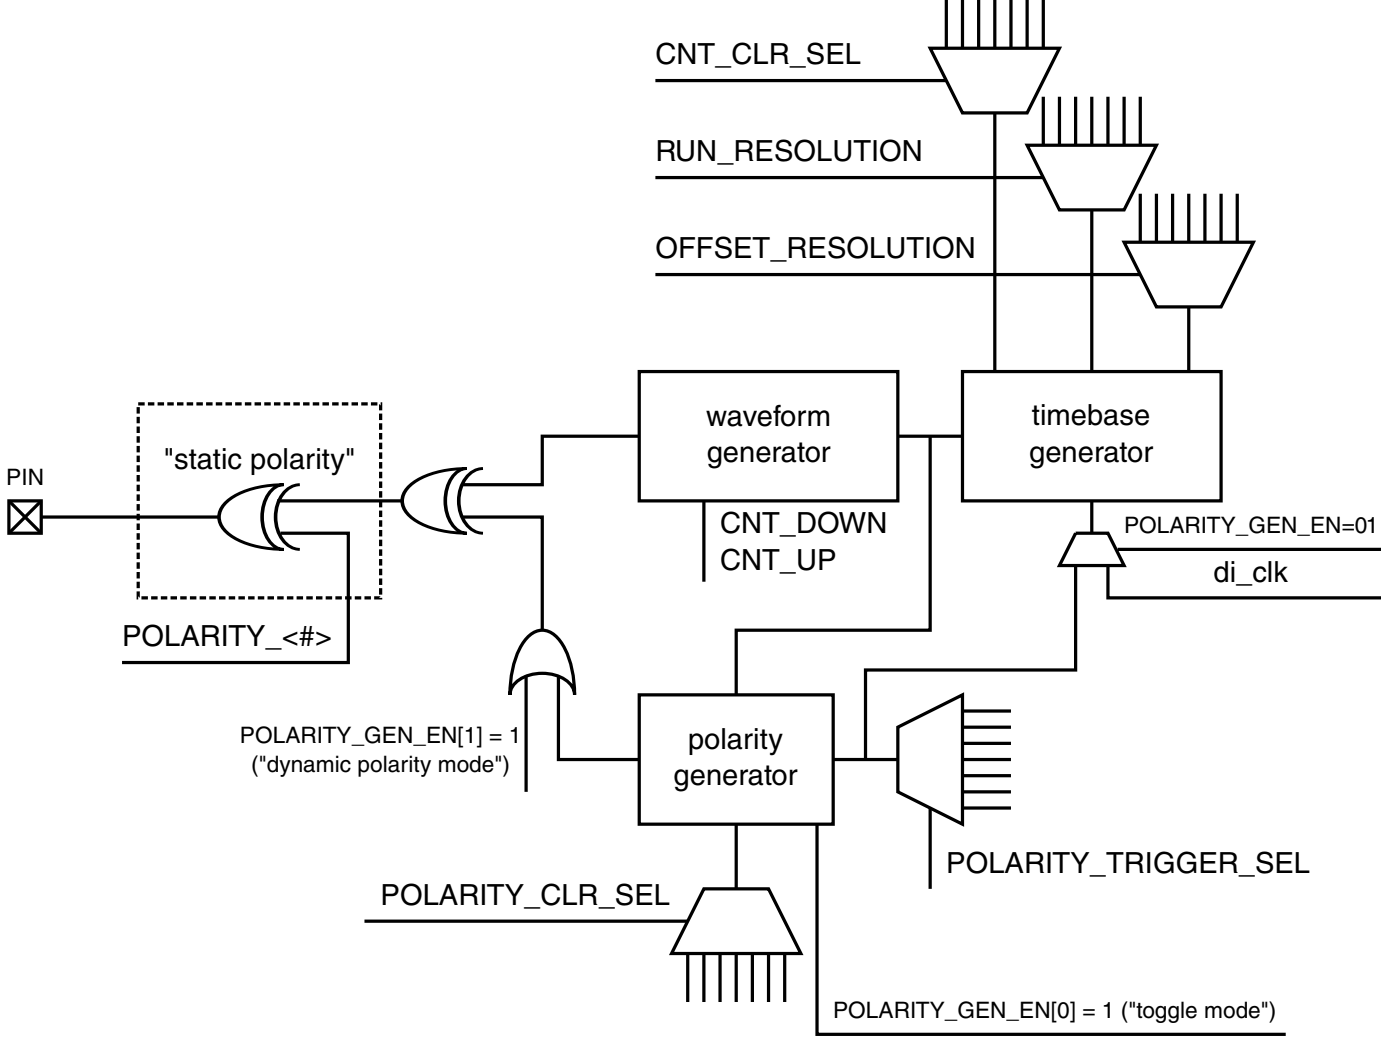 CNT_CLR_SEL
RUN_RESOLUTION
OFFSET_RESOLUTION
waveform
generator
timebase
generator
"static polarity"
PIN
CNT_DOWN
CNT_UP
POLARITY_GEN_EN=01
di_clk
POLARITY_<#>
POLARITY_GEN_EN[1] = 1
("dynamic polarity mode")
polarity
generator
POLARITY_TRIGGER_SEL
POLARITY_CLR_SEL
POLARITY_GEN_EN[0] = 1 ("toggle mode")